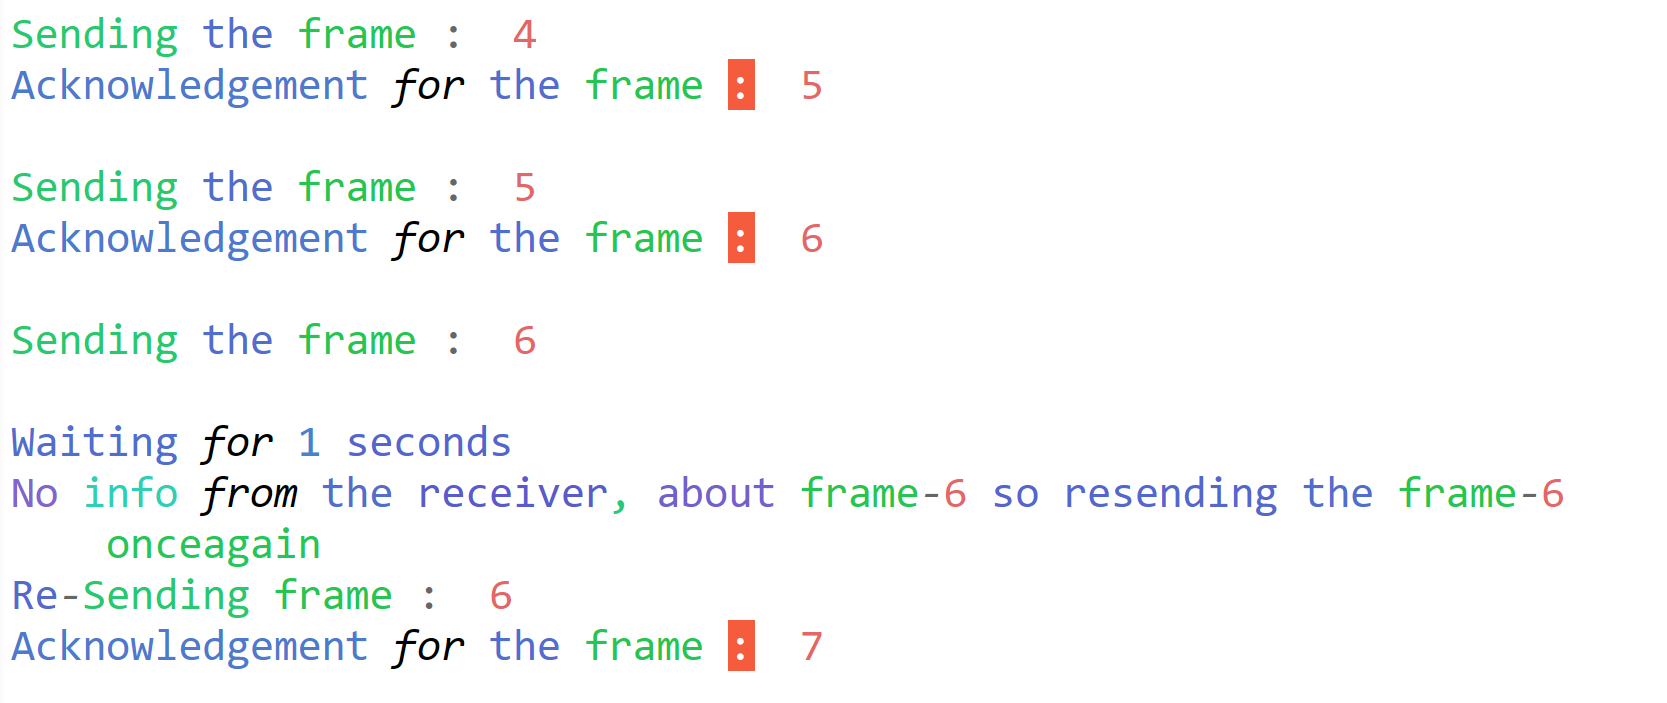 Sending the frame :  4
Acknowledgement for the frame :  5
Sending the frame :  5
Acknowledgement for the frame :  6
Sending the frame :  6
Waiting for 1 seconds
No info from the receiver, about frame-6 so resending the frame-6
onceagain
Re-Sending frame :  6
Acknowledgement for the frame :  7